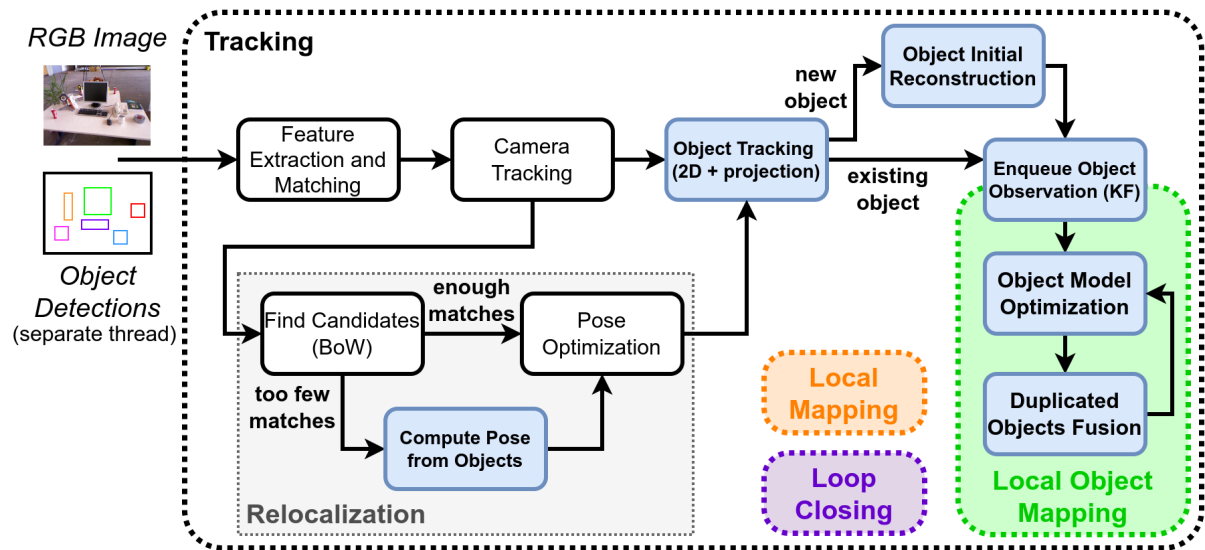 RGB Image
Object
Detections
(separate thread)
Tracking
Feature
Extraction and
Matching
Camera
Tracking
Object Tracking
(2D + projection)
new
object
existing
object
Object Initial
Reconstruction
Enqueue Object
Observation (KF)
Object Model
Optimization
Duplicated
Objects Fusion
Local Object
Mapping
Find Candidates
(BoW)
enough
matches
Pose
Optimization
too few
matches
Compute Pose
from Objects
Relocalization
Local
Mapping
Loop
Closing